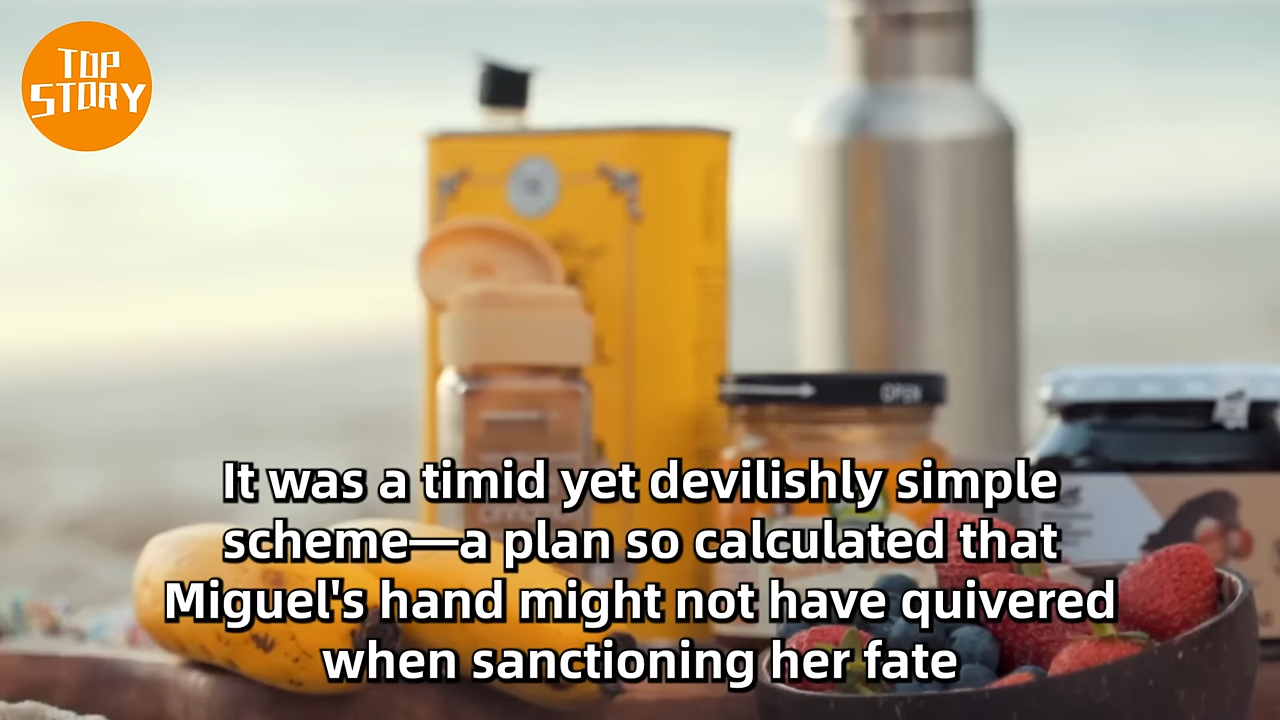 TOP
STORY
OPEN
It was a timid yet devilishly simple
scheme—a plan so calculated that
Miguel's hand might not have quivered
when sanctioning her fate